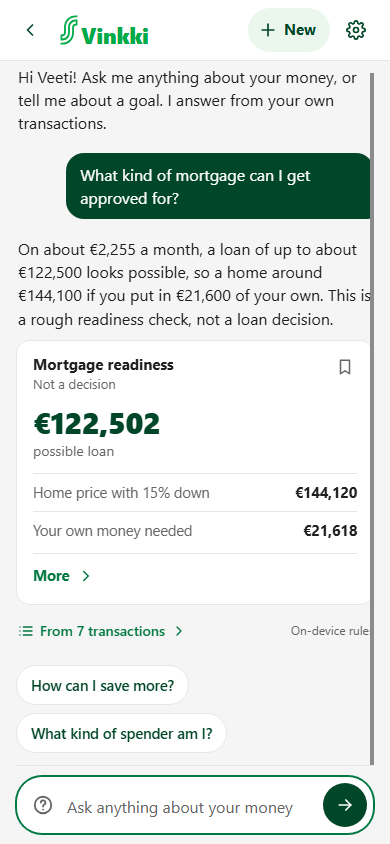 Vinkki
New
Hi Veeti! Ask me anything about your money, or
tell me about a goal. I answer from your own
transactions.
What kind of mortgage can I get
approved for?
On about €2,255 a month, a loan of up to about
€122,500 looks possible, so a home around
€144,100 if you put in €21,600 of your own. This is
a rough readiness check, not a loan decision.
Mortgage readiness
Not a decision
€122,502
possible loan
Home price with 15% down €144,120
Your own money needed €21,618
More
From 7 transactions On-device rule
How can I save more?
What kind of spender am I?
Ask anything about your money